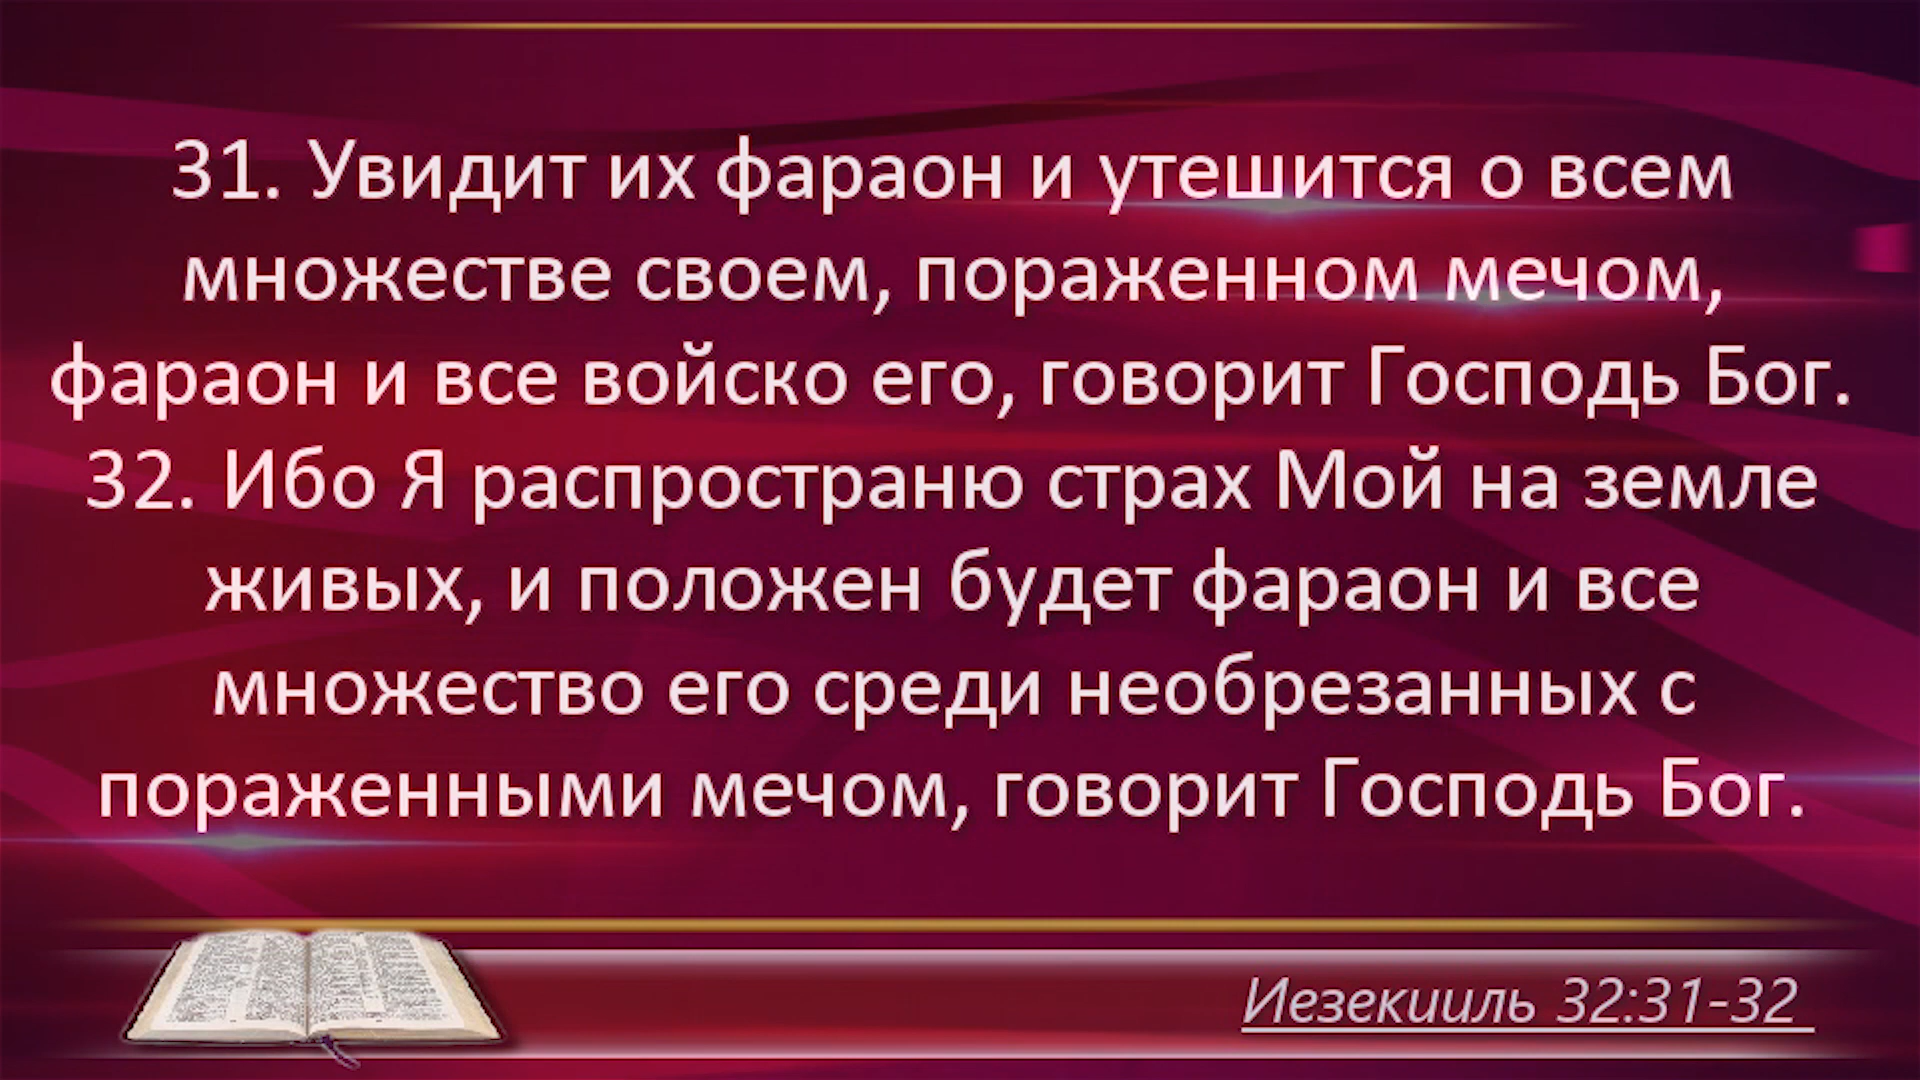 31. Увидит их фараон и утешится о всем
множестве своем, пораженном мечом,
фараон и все войско его, говорит Господь Бог.
32. Ибо Я распространю страх Мой на земле
живых, и положен будет фараон и все
множество его среди необрезанных с
пораженными мечом, говорит Господь Бог.
Иезекииль 32:31-32